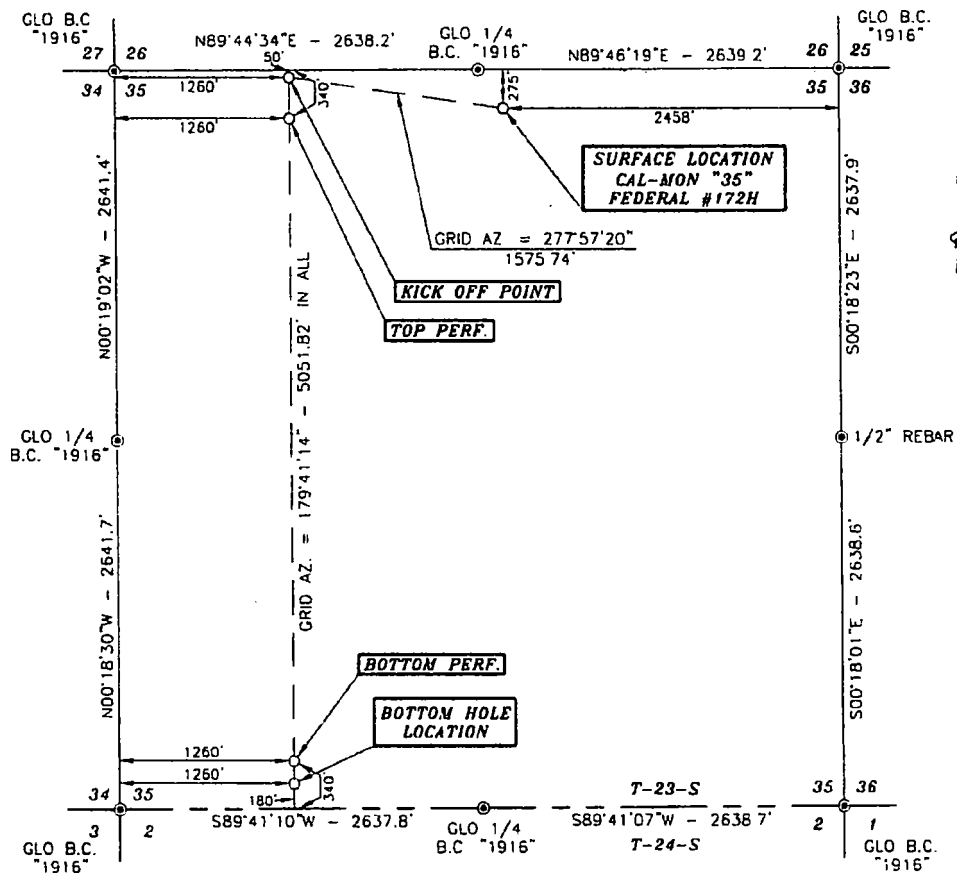 GLO B.C
"1916"
GLO 1/4
B.C. "1916"
GLO B.C.
"1916"
N89°44'34"E - 2638.2'
N89°46'19"E - 2639 2'
27 26
26 25
50'
34 35
35 36
1260'
340'
275'
1260'
2458'
SURFACE LOCATION
CAL-MON "35"
FEDERAL #172H
N00°19'02"W - 2641.4'
S00°18'23"E - 2637.9'
GRID AZ = 277°57'20"
1575 74'
KICK OFF POINT
TOP PERF.
GRID AZ. = 179°41'14" - 5051.82' IN ALL
GLO 1/4
B.C. "1916"
1/2" REBAR
N00°18'30"W - 2641.7'
S00°18'01"E - 2638.6'
BOTTOM PERF.
BOTTOM HOLE
LOCATION
1260'
1260'
180'
340'
34 35
T-23-S
35 36
3 2
S89°41'10"W - 2637.8'
S89°41'07"W - 2638 7'
2 1
GLO B.C.
"1916"
GLO 1/4
B.C "1916"
T-24-S
GLO B.C.
"1916"